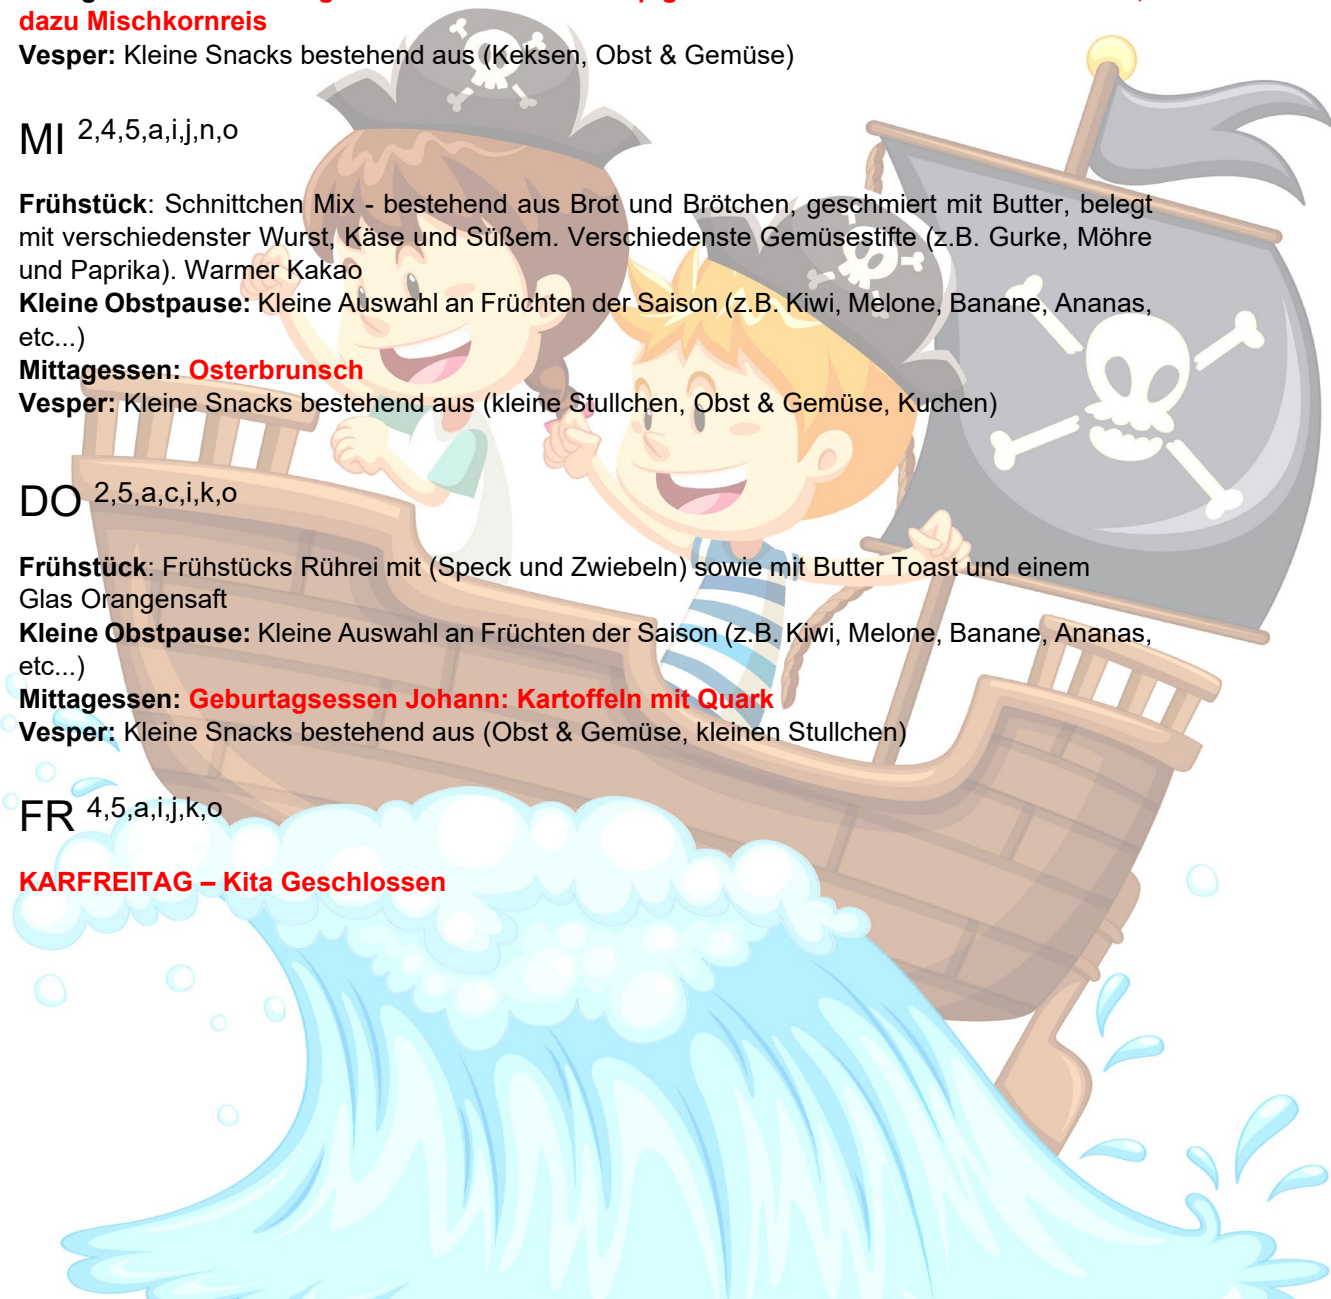 dazu Mischkornreis
Vesper: Kleine Snacks bestehend aus (Keksen, Obst & Gemüse)
MI 2,4,5,a,i,j,n,o
Frühstück: Schnittchen Mix - bestehend aus Brot und Brötchen, geschmiert mit Butter, belegt
mit verschiedenster Wurst, Käse und Süßem. Verschiedenste Gemüsestifte (z.B. Gurke, Möhre
und Paprika). Warmer Kakao
Kleine Obstpause: Kleine Auswahl an Früchten der Saison (z.B. Kiwi, Melone, Banane, Ananas,
etc...)
Mittagessen: Osterbrunsch
Vesper: Kleine Snacks bestehend aus (kleine Stullchen, Obst & Gemüse, Kuchen)
DO 2,5,a,c,i,k,o
Frühstück: Frühstücks Rührei mit (Speck und Zwiebeln) sowie mit Butter Toast und einem
Glas Orangensaft
Kleine Obstpause: Kleine Auswahl an Früchten der Saison (z.B. Kiwi, Melone, Banane, Ananas,
etc...)
Mittagessen: Geburtagsessen Johann: Kartoffeln mit Quark
Vesper: Kleine Snacks bestehend aus (Obst & Gemüse, kleinen Stullchen)
FR 4,5,a,i,j,k,o
KARFREITAG – Kita Geschlossen